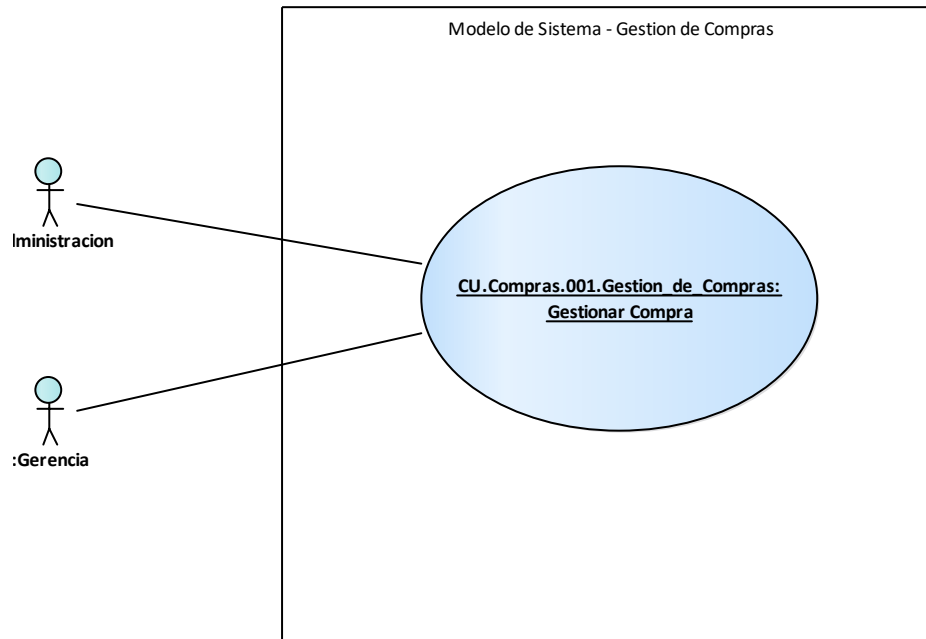 Modelo de Sistema - Gestion de Compras
lministracion
CU.Compras.001.Gestion_de_Compras:
Gestionar Compra
:Gerencia